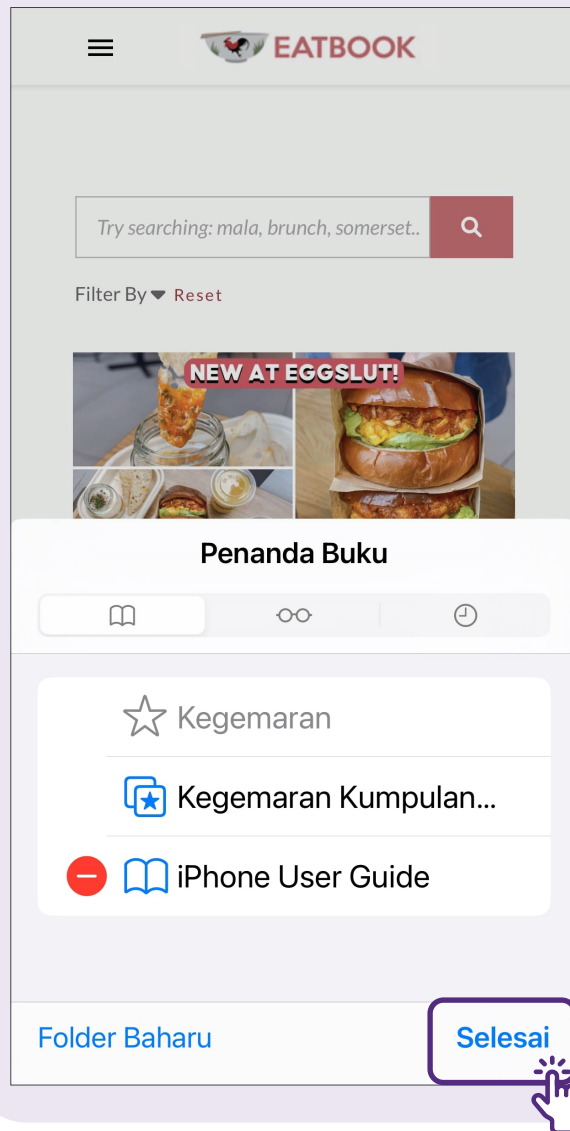 EATBOOK
Try searching: mala, brunch, somerset..
Filter By Reset
NEW AT EGGSLUT!
Penanda Buku
Kegemaran
Kegemaran Kumpulan...
iPhone User Guide
Folder Baharu
Selesai